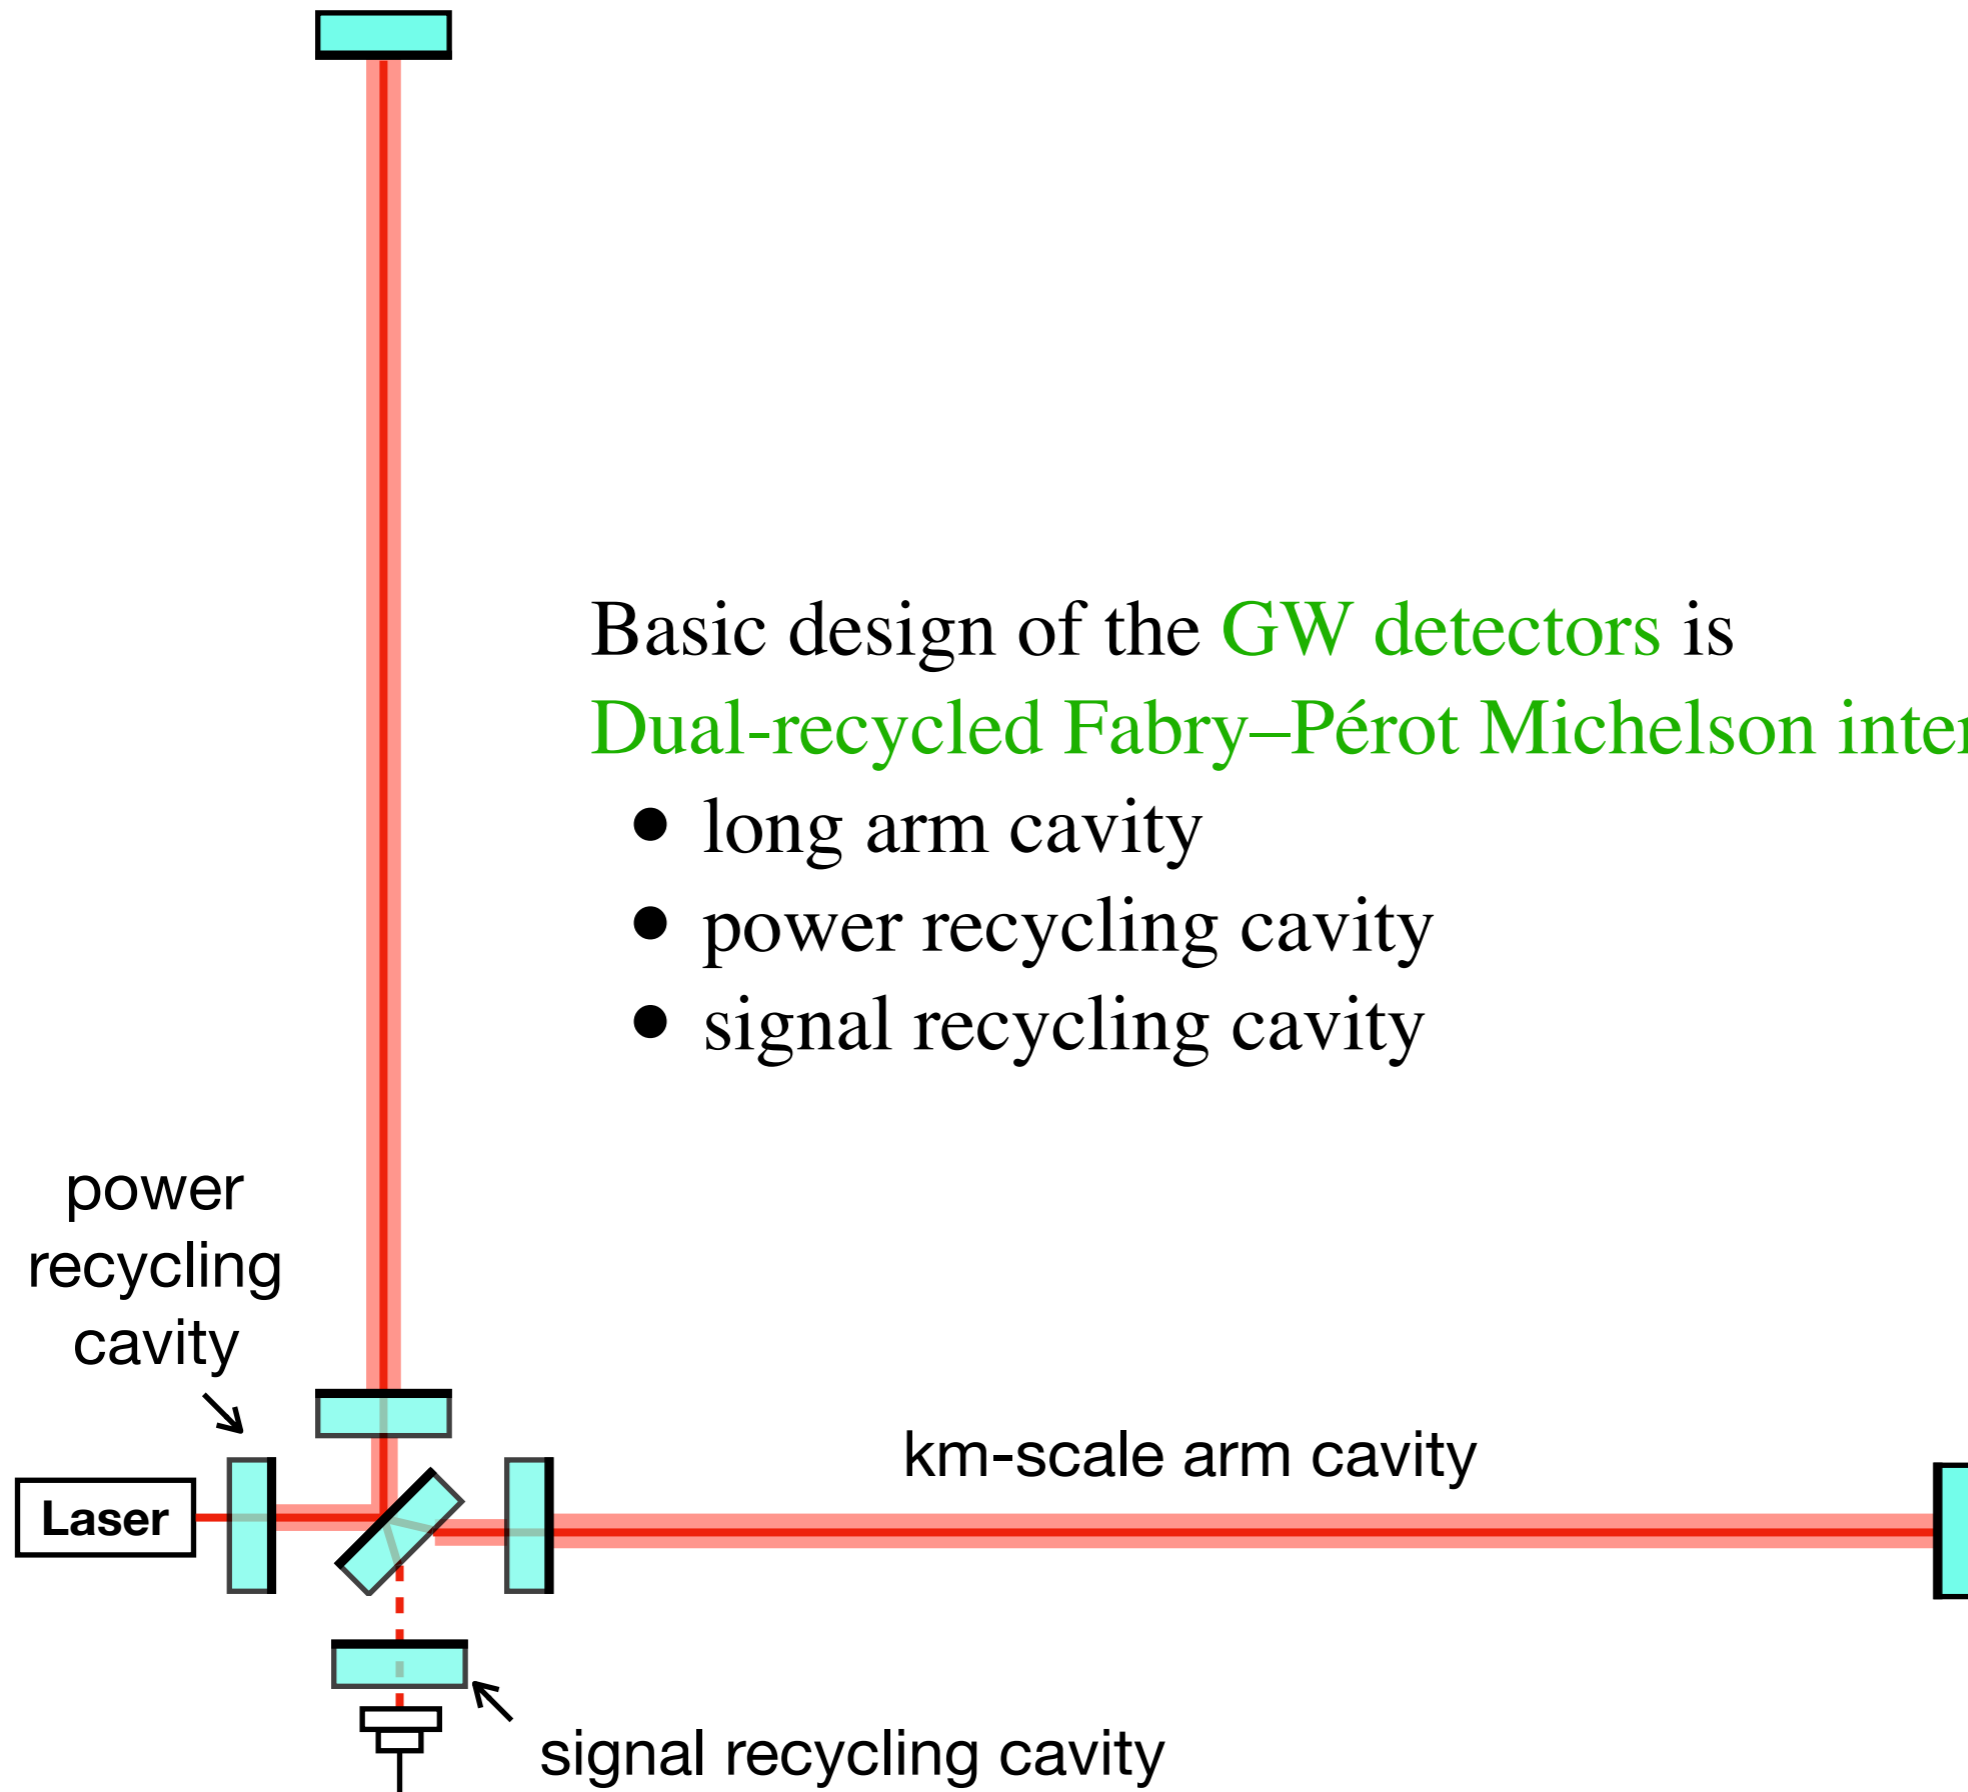 Basic design of the GW detectors is
Dual-recycled Fabry–Pérot Michelson
• long arm cavity
• power recycling cavity
• signal recycling cavity
power
recycling
cavity
km-scale arm cavity
Laser
signal recycling cavity